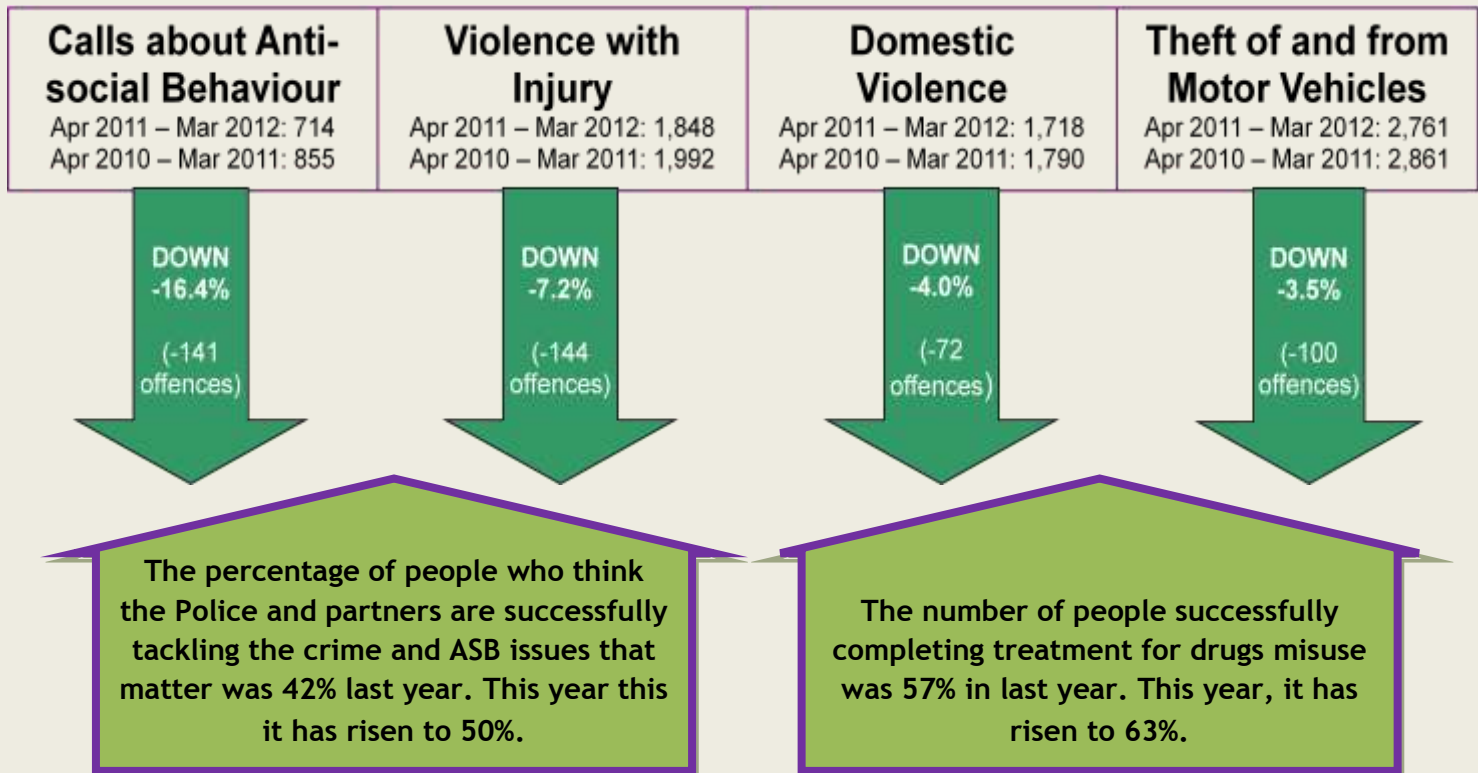 Calls about Anti-
social Behaviour
Apr 2011 – Mar 2012: 714
Apr 2010 – Mar 2011: 855
Violence with
Injury
Apr 2011 – Mar 2012: 1,848
Apr 2010 – Mar 2011: 1,992
Domestic
Violence
Apr 2011 – Mar 2012: 1,718
Apr 2010 – Mar 2011: 1,790
Theft of and from
Motor Vehicles
Apr 2011 – Mar 2012: 2,761
Apr 2010 – Mar 2011: 2,861
DOWN
-16.4%
(-141
offences)
DOWN
-7.2%
(-144
offences)
DOWN
-4.0%
(-72
offences)
DOWN
-3.5%
(-100
offences)
The percentage of people who think
the Police and partners are successfully
tackling the crime and ASB issues that
matter was 42% last year. This year this
it has risen to 50%.
The number of people successfully
completing treatment for drugs misuse
was 57% in last year. This year, it has
risen to 63%.